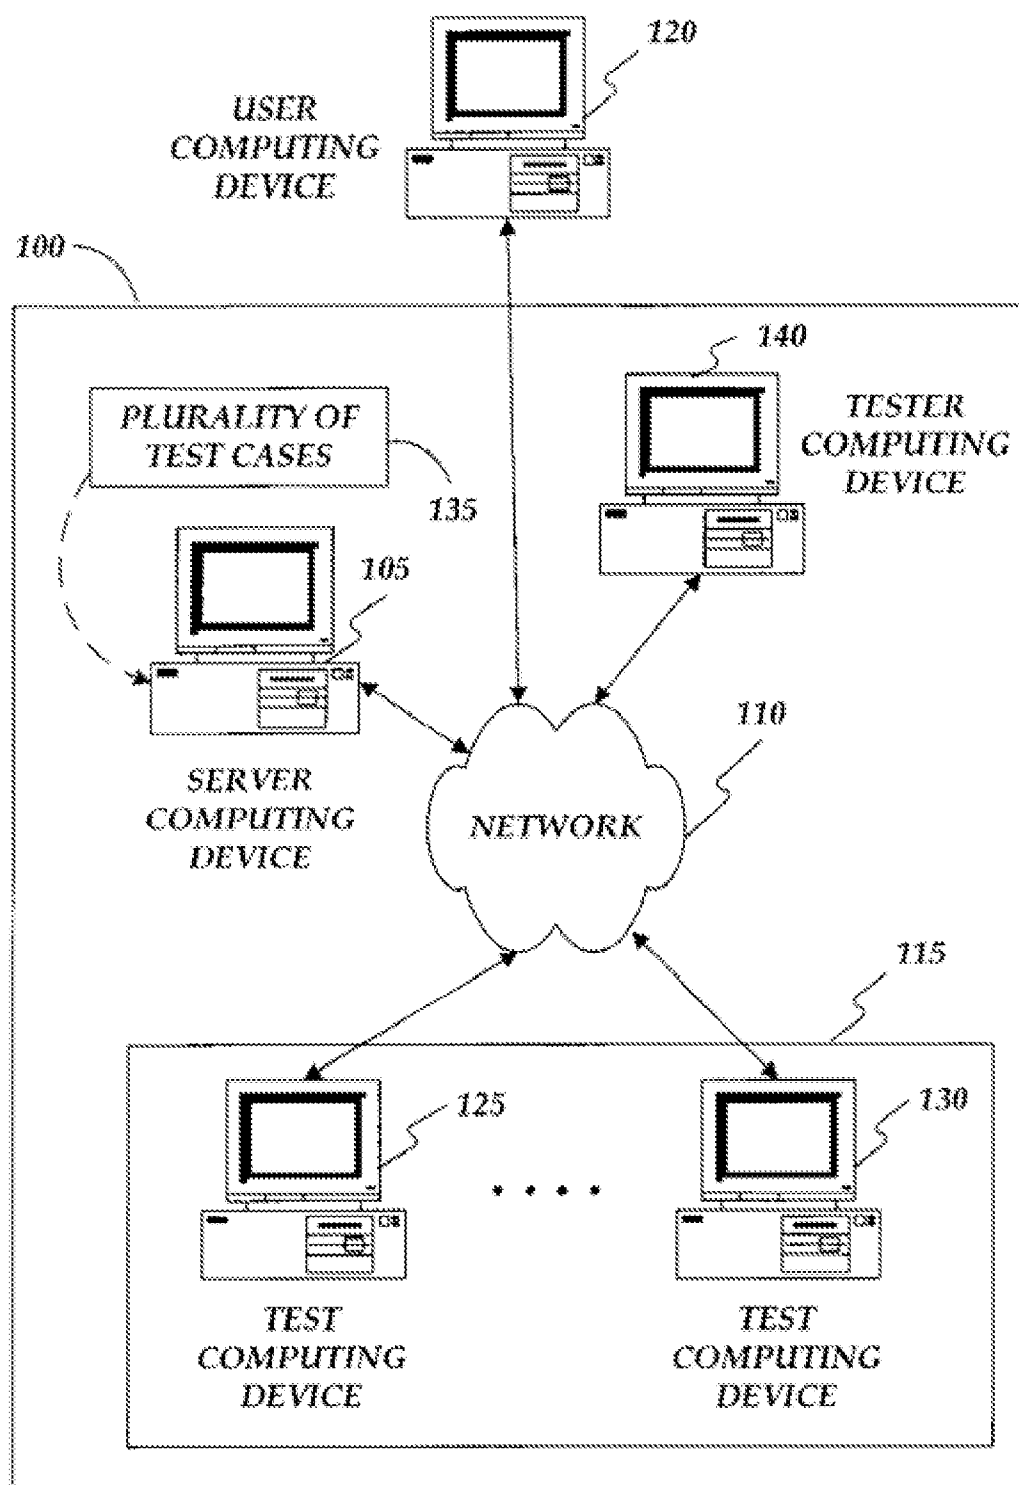 120
USER
COMPUTING
DEVICE
100
140
PLURALITY OF
TEST CASES
TESTER
COMPUTING
DEVICE
135
105
110
SERVER
COMPUTING
DEVICE
NETWORK
115
125
130
TEST
COMPUTING
DEVICE
TEST
COMPUTING
DEVICE